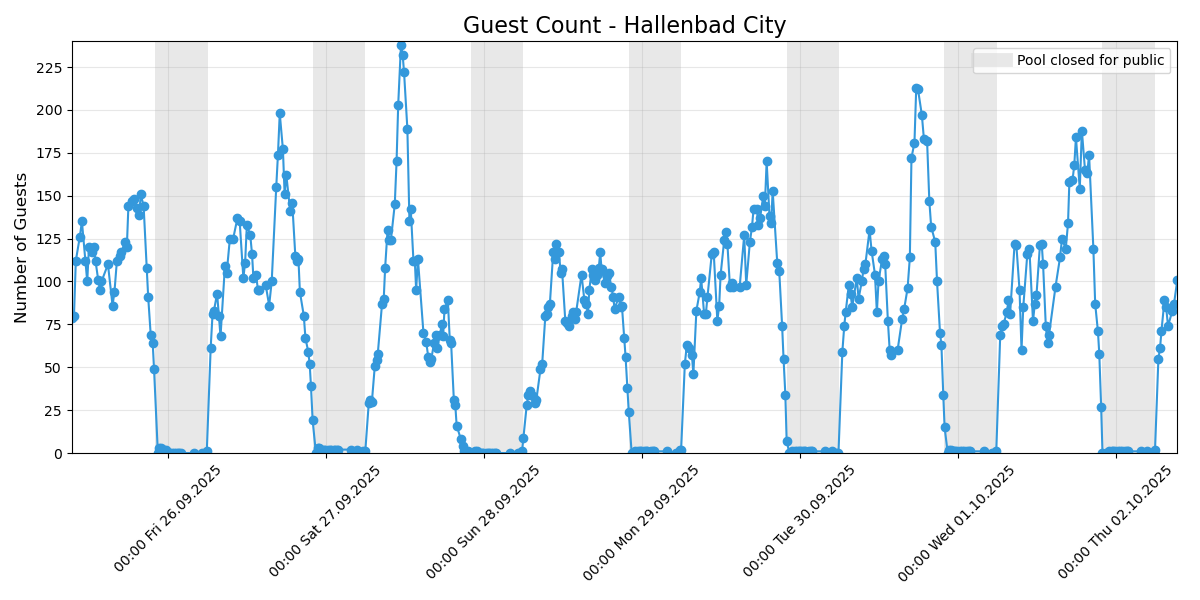 Guest Count - Hallenbad City
Pool closed for public
Number of Guests
225
200
175
150
125
100
75
50
25
0
00:00 Fri 26.09.2025
00:00 Sat 27.09.2025
00:00 Sun 28.09.2025
00:00 Mon 29.09.2025
00:00 Tue 30.09.2025
00:00 Wed 01.10.2025
00:00 Thu 02.10.2025